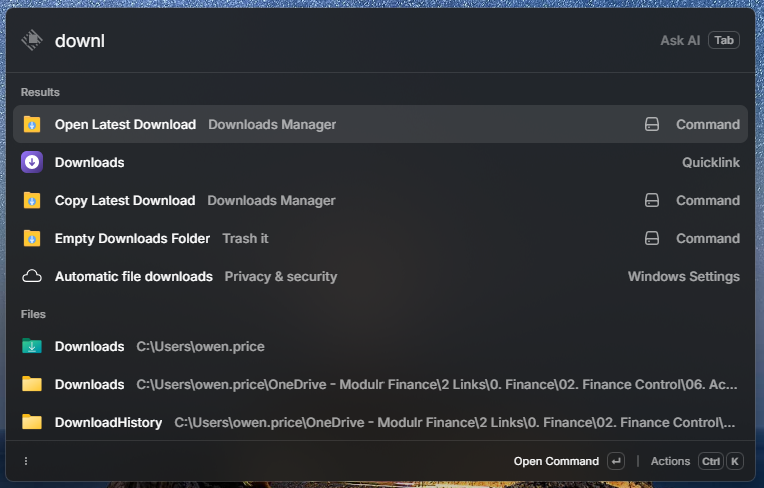 downl Ask AI Tab
Results
Open Latest Download Downloads Manager Command
Downloads Quicklink
Copy Latest Download Downloads Manager Command
Empty Downloads Folder Trash it Command
Automatic file downloads Privacy & security Windows Settings
Files
Downloads C:\Users\owen.price
Downloads C:\Users\owen.price\OneDrive - Modulr Finance\2 Links\0. Finance\02. Finance Control\06. Ac...
DownloadHistory C:\Users\owen.price\OneDrive - Modulr Finance\2 Links\0. Finance\02. Finance Control\...
Open Command ↵ | Actions Ctrl K